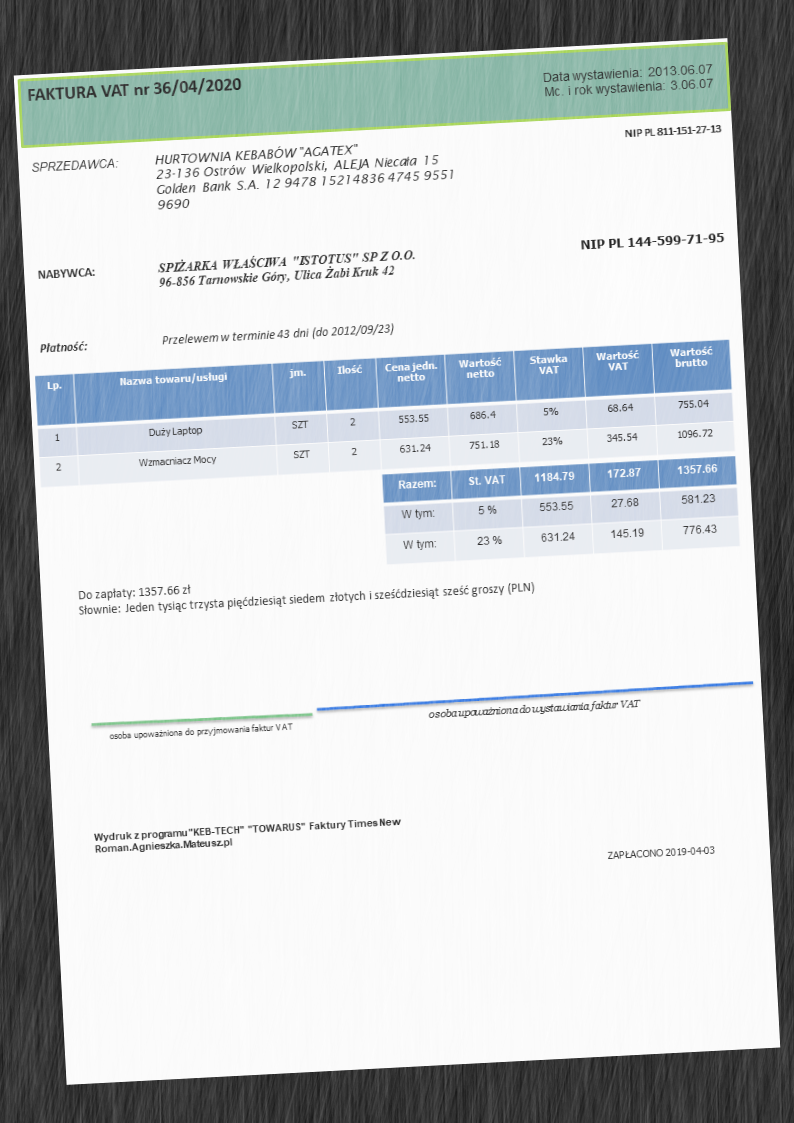 FAKTURA VAT nr 36/04/2020
Data wystawienia: 2013.06.07
Mc. i rok wystawienia: 3.06.07
NIP PL 811-151-27-13
SPRZEDAWCA:
HURTOWNIA KEBABÓW "AGATEX"
23-136 Ostrów Wielkopolski, ALEJA Niecała 15
Golden Bank S.A. 12 9478 15214836 4745 9551
9690
NIP PL 144-599-71-95
NABYWCA:
SPIŻARKA WŁAŚCIWA "ISTOTUS" SP Z O.O.
96-856 Tarnowskie Góry, Ulica Żabi Kruk 42
Płatność:
Przelewem w terminie 43 dni (do 2012/09/23)
Lp. Nazwa towaru/usługi jm. Ilość Cena jedn. netto Wartość netto Stawka VAT Wartość VAT Wartość brutto
1 Duży Laptop SZT 2 553.55 686.4 5% 68.64 755.04
2 Wzmacniacz Mocy SZT 2 631.24 751.18 23% 345.54 1096.72
Razem: St. VAT 1184.79 172.87 1357.66
W tym: 5 % 553.55 27.68 581.23
W tym: 23 % 631.24 145.19 776.43
Do zapłaty: 1357.66 zł
Słownie: Jeden tysiąc trzysta pięćdziesiąt siedem złotych i sześćdziesiąt sześć groszy (PLN)
osoba upoważniona do przyjmowania faktur VAT
osoba upoważniona do wystawiania faktur VAT
Wydruk z programu "KEB-TECH" "TOWARUS" Faktury Times New
Roman.Agnieszka.Mateusz.pl
ZAPŁACONO 2019-04-03